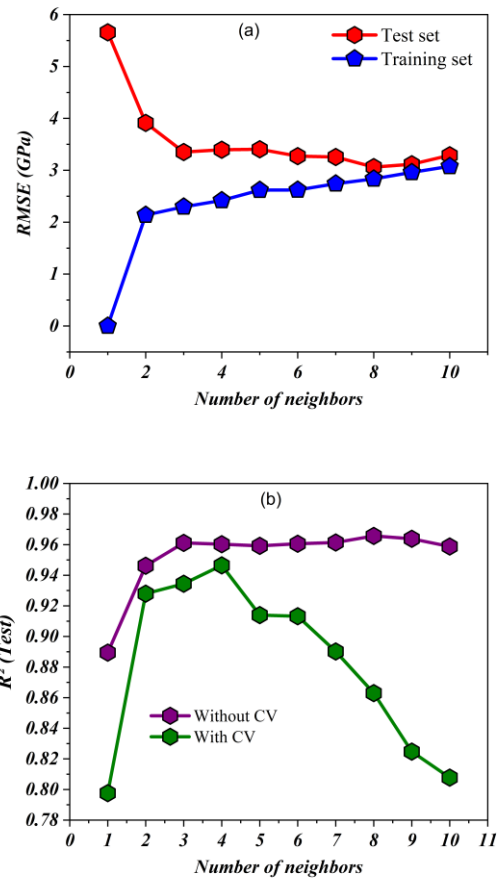 (a)
Test set
Training set
6
5
4
3
2
1
0
RMSE (GPa)
0 2 4 6 8 10
Number of neighbors
(b)
1.00
0.98
0.96
0.94
0.92
0.90
0.88
0.86
0.84
0.82
0.80
0.78
R² (Test)
Without CV
With CV
0 1 2 3 4 5 6 7 8 9 10 11
Number of neighbors